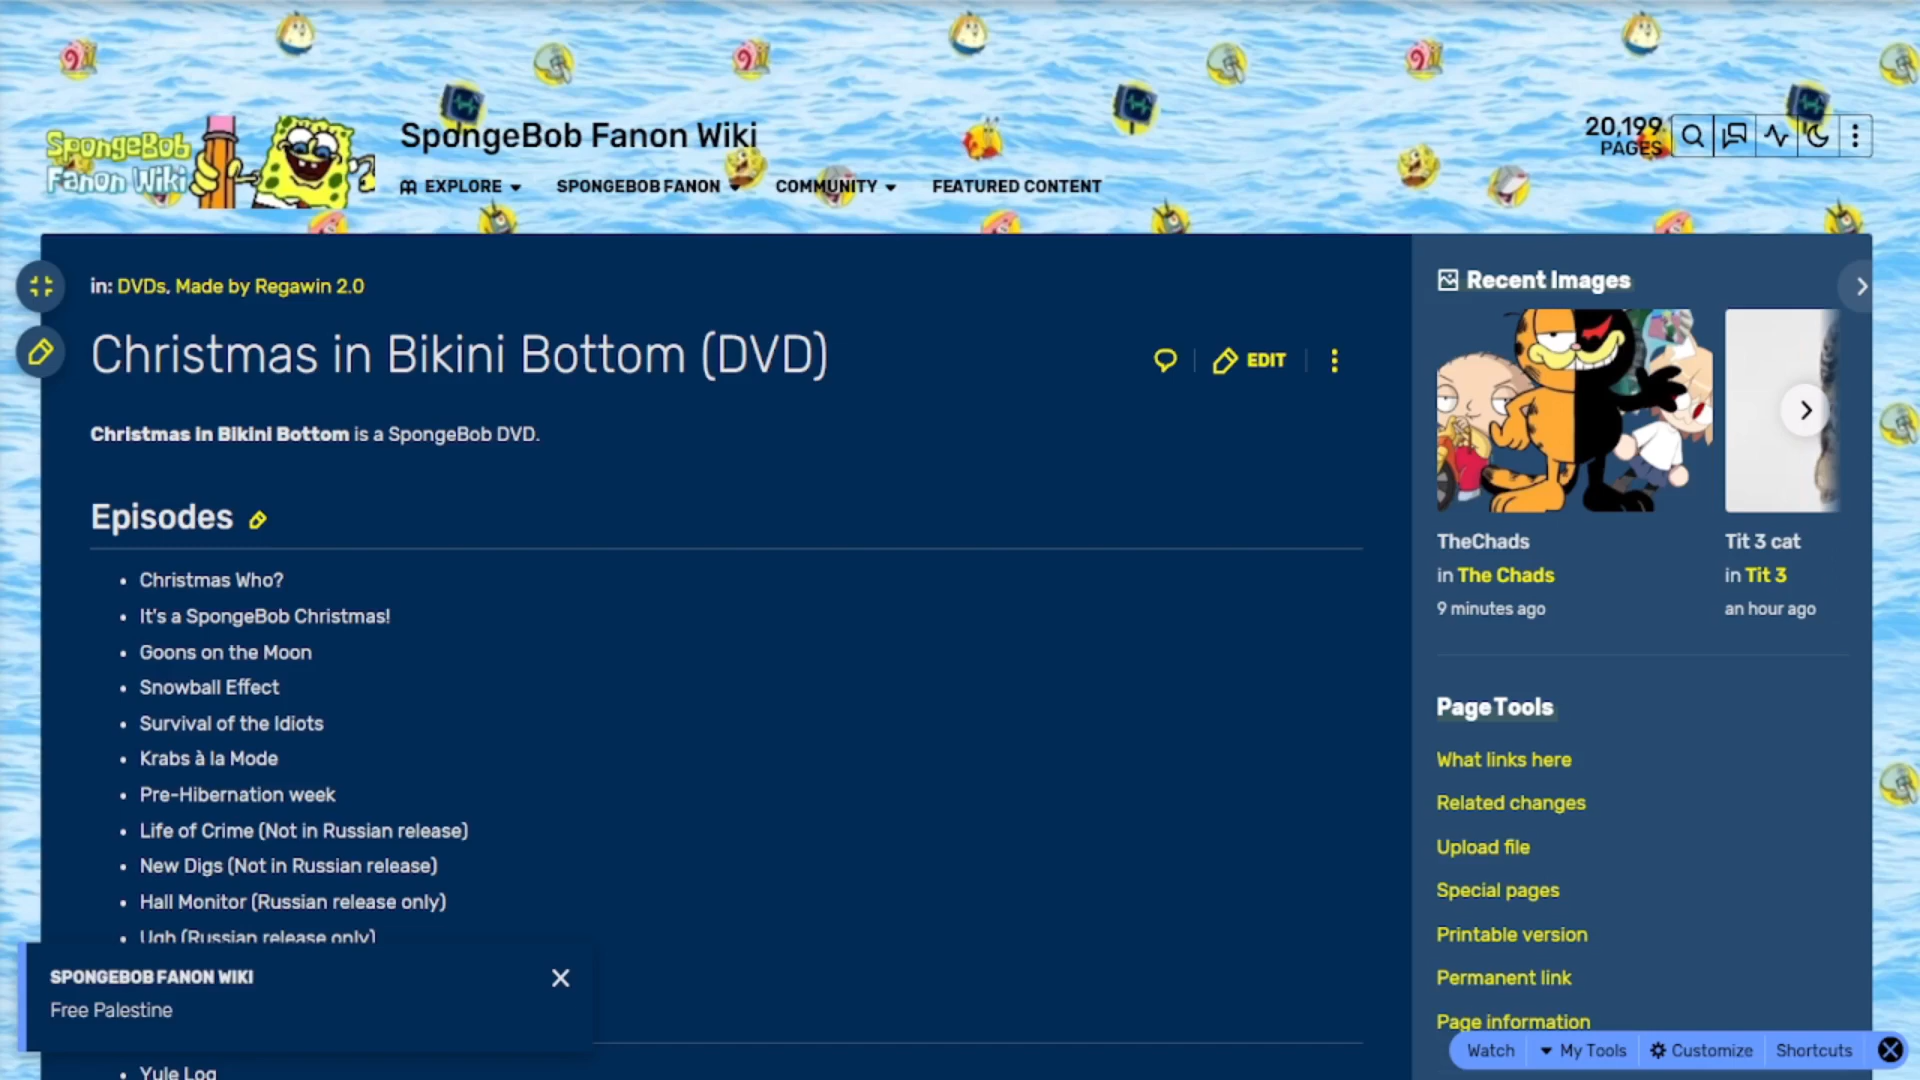 SpongeBob
Fanon Wiki
SpongeBob Fanon Wiki
EXPLORE
SPONGEBOB FANON
COMMUNITY
FEATURED CONTENT
20,199
PAGES
in: DVDs, Made by Regawin 2.0
Christmas in Bikini Bottom (DVD)
EDIT
Christmas in Bikini Bottom is a SpongeBob DVD.
Episodes
• Christmas Who?
• It's a SpongeBob Christmas!
• Goons on the Moon
• Snowball Effect
• Survival of the Idiots
• Krabs à la Mode
• Pre-Hibernation week
• Life of Crime (Not in Russian release)
• New Digs (Not in Russian release)
• Hall Monitor (Russian release only)
• Ugh (Russian release only)
• Yule Log
SPONGEBOB FANON WIKI
Free Palestine
Recent Images
TheChads
in The Chads
9 minutes ago
Tit 3 cat
in Tit 3
an hour ago
Page Tools
What links here
Related changes
Upload file
Special pages
Printable version
Permanent link
Page information
Watch
My Tools
Customize
Shortcuts